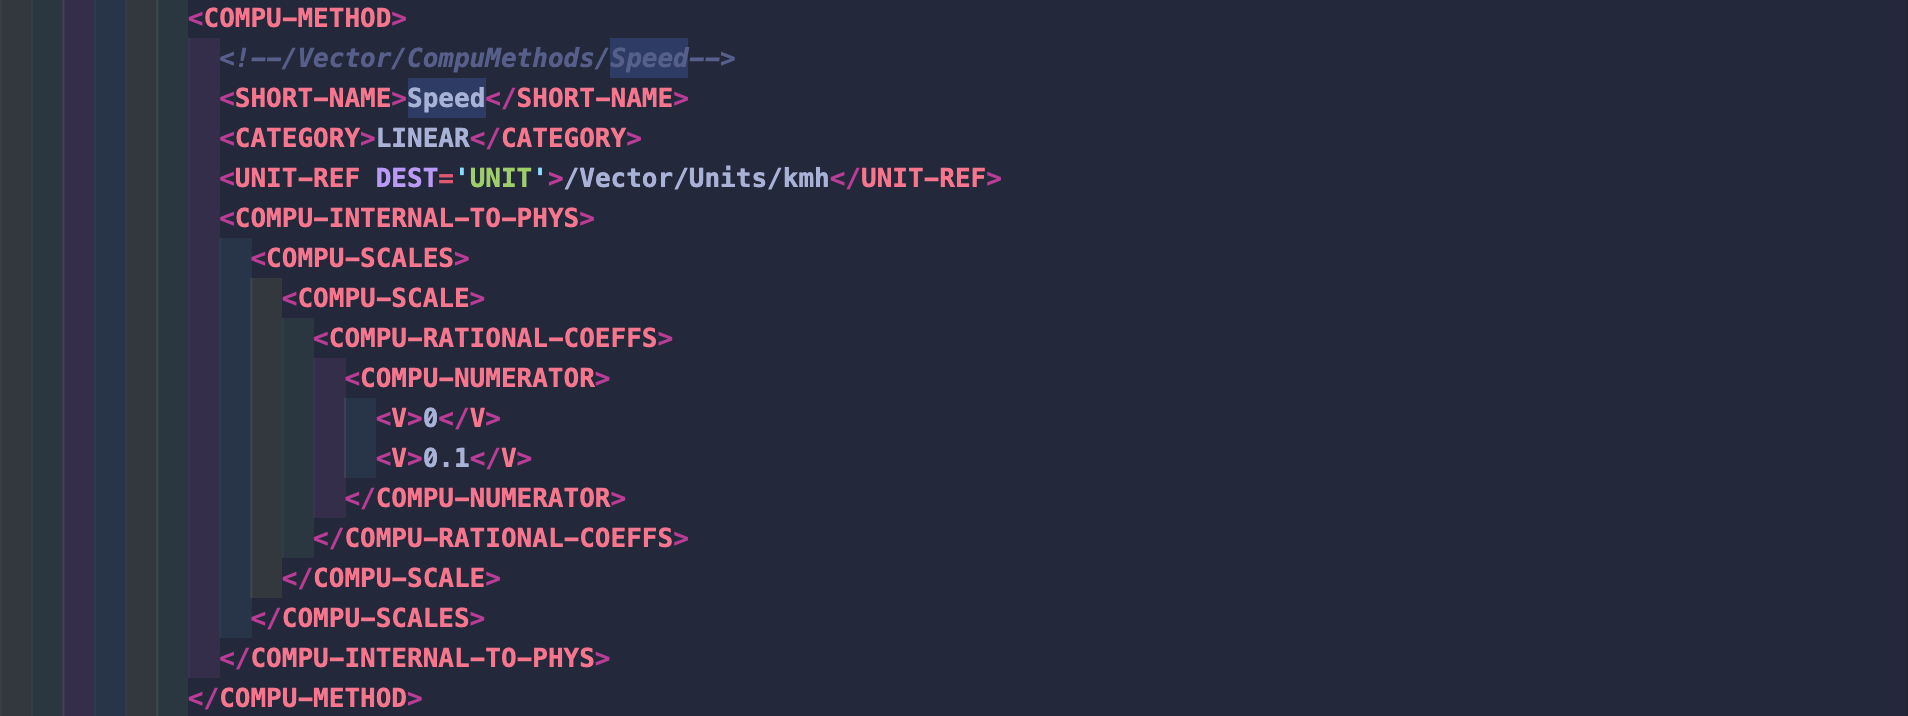 <COMPU-METHOD>
<!--/Vector/CompuMethods/Speed-->
<SHORT-NAME>Speed</SHORT-NAME>
<CATEGORY>LINEAR</CATEGORY>
<UNIT-REF DEST='UNIT'>/Vector/Units/kmh</UNIT-REF>
<COMPU-INTERNAL-TO-PHYS>
<COMPU-SCALES>
<COMPU-SCALE>
<COMPU-RATIONAL-COEFFS>
<COMPU-NUMERATOR>
<V>0</V>
<V>0.1</V>
</COMPU-NUMERATOR>
</COMPU-RATIONAL-COEFFS>
</COMPU-SCALE>
</COMPU-SCALES>
</COMPU-INTERNAL-TO-PHYS>
</COMPU-METHOD>